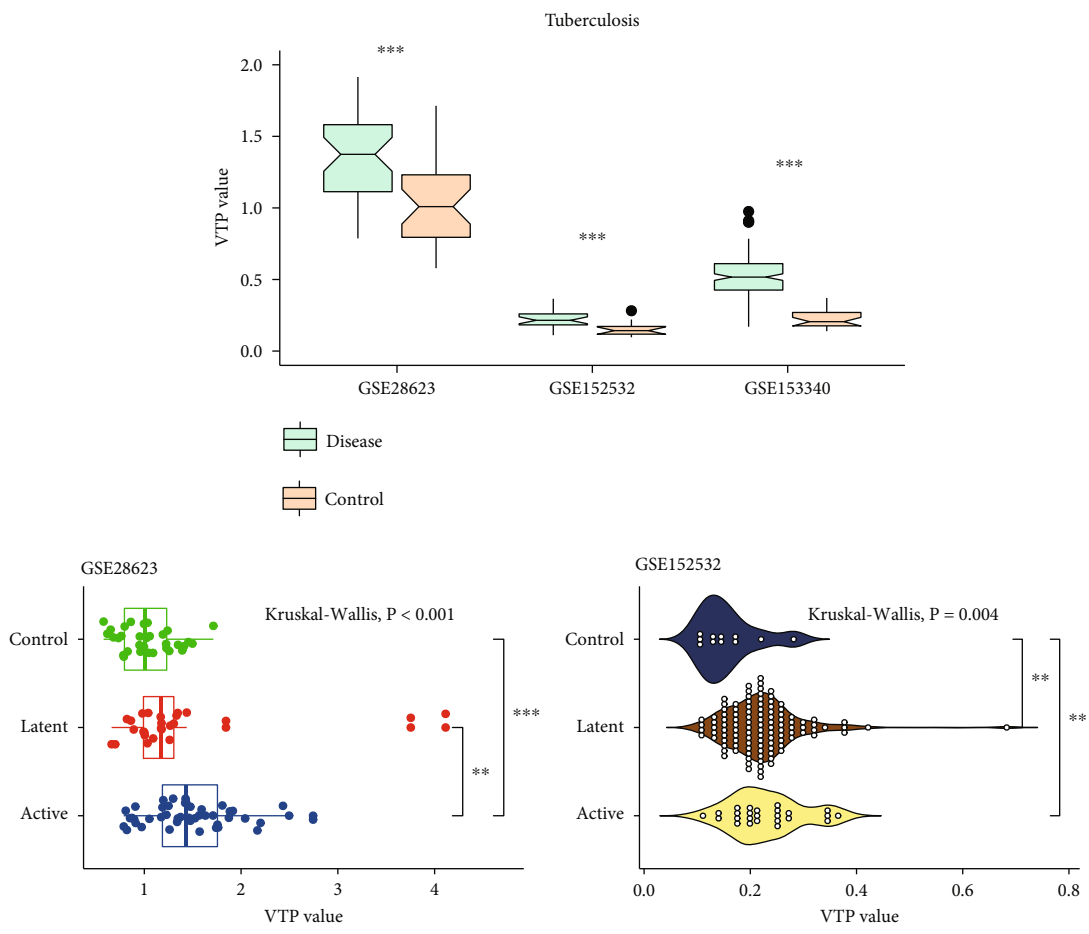 Tuberculosis
***
***
***
2.0
1.5
1.0
0.5
0.0
VTP value
GSE28623
GSE152532
GSE153340
Disease
Control
GSE28623
Kruskal-Wallis, P < 0.001
Control
Latent
Active
***
**
1
2
3
4
VTP value
GSE152532
Kruskal-Wallis, P = 0.004
Control
Latent
Active
**
**
0.0
0.2
0.4
0.6
0.8
VTP value